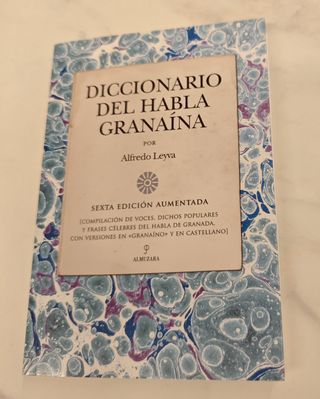 DICCIONARIO
DEL HABLA
GRANAÍNA
POR
Alfredo Leyva
SEXTA EDICIÓN AUMENTADA
[COMPILACIÓN DE VOCES, DICHOS POPULARES
Y FRASES CÉLEBRES DEL HABLA DE GRANADA,
CON VERSIONES EN «GRANAÍNO» Y EN CASTELLANO]
ALMUZARA